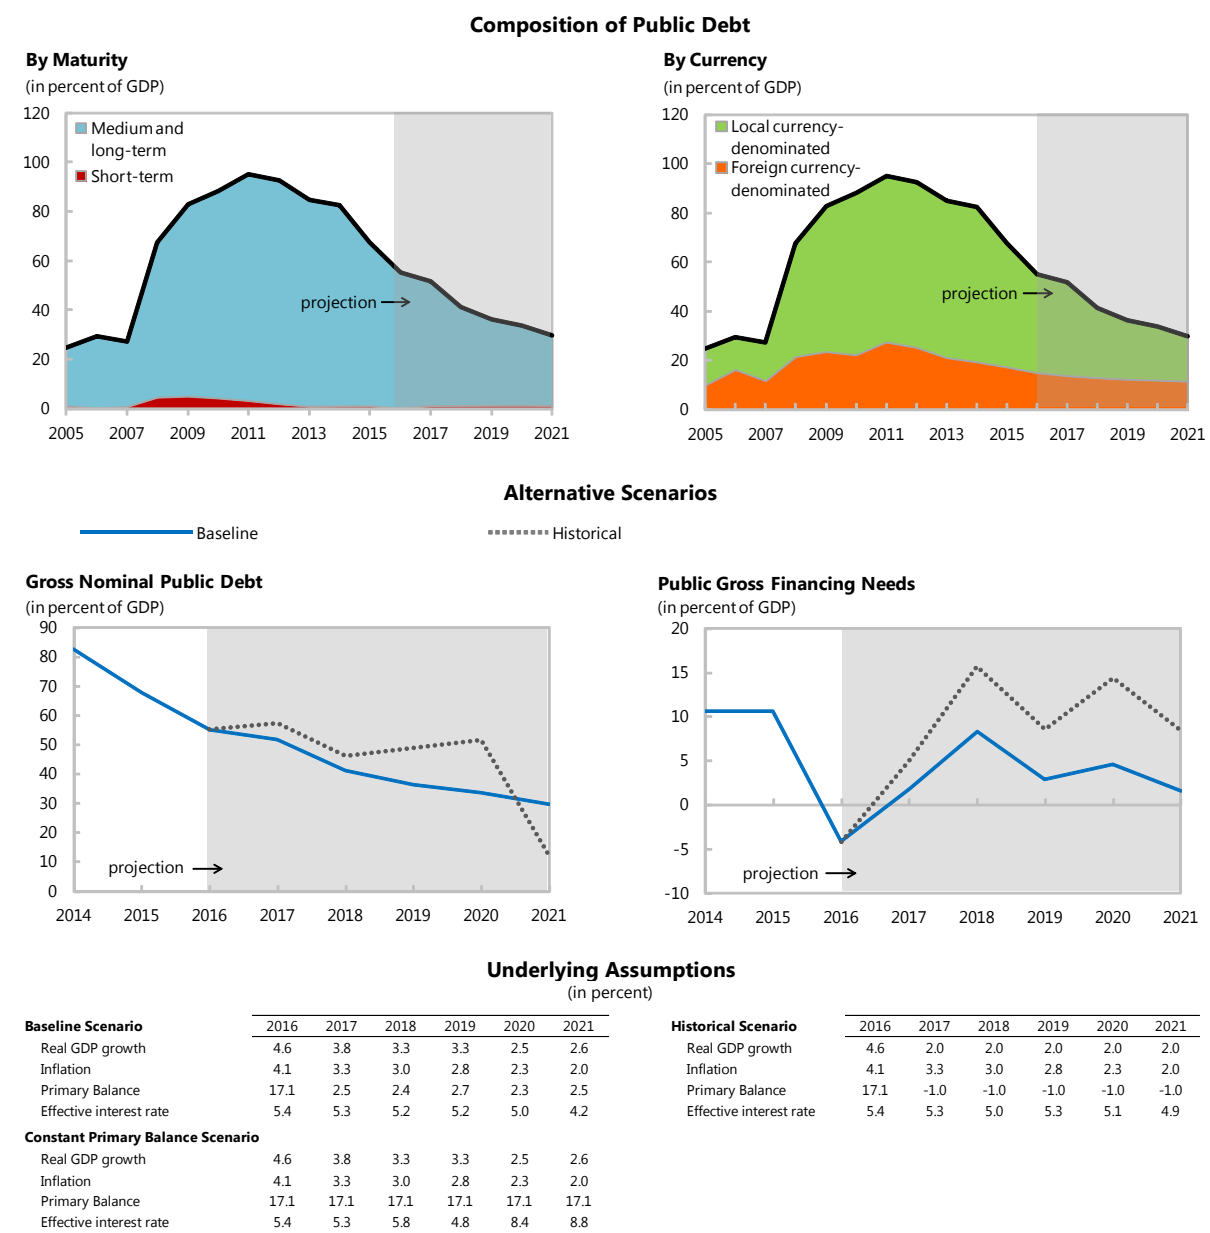 Composition of Public Debt
By Maturity
(in percent of GDP)
120
100
80
60
40
20
0
Medium and
long-term
Short-term
projection
2005 2007 2009 2011 2013 2015 2017 2019 2021
By Currency
(in percent of GDP)
120
100
80
60
40
20
0
Local currency-
denominated
Foreign currency-
denominated
projection
2005 2007 2009 2011 2013 2015 2017 2019 2021
Alternative Scenarios
Baseline Historical
Gross Nominal Public Debt
(in percent of GDP)
90
80
70
60
50
40
30
20
10
0
projection
2014 2015 2016 2017 2018 2019 2020 2021
Public Gross Financing Needs
(in percent of GDP)
20
15
10
5
0
-5
-10
projection
2014 2015 2016 2017 2018 2019 2020 2021
Underlying Assumptions
(in percent)
Baseline Scenario 2016 2017 2018 2019 2020 2021
Real GDP growth 4.6 3.8 3.3 3.3 2.5 2.6
Inflation 4.1 3.3 3.0 2.8 2.3 2.0
Primary Balance 17.1 2.5 2.4 2.7 2.3 2.5
Effective interest rate 5.4 5.3 5.2 5.2 5.0 4.2
Constant Primary Balance Scenario
Real GDP growth 4.6 3.8 3.3 3.3 2.5 2.6
Inflation 4.1 3.3 3.0 2.8 2.3 2.0
Primary Balance 17.1 17.1 17.1 17.1 17.1 17.1
Effective interest rate 5.4 5.3 5.8 4.8 8.4 8.8
Historical Scenario 2016 2017 2018 2019 2020 2021
Real GDP growth 4.6 2.0 2.0 2.0 2.0 2.0
Inflation 4.1 3.3 3.0 2.8 2.3 2.0
Primary Balance 17.1 -1.0 -1.0 -1.0 -1.0 -1.0
Effective interest rate 5.4 5.3 5.0 5.3 5.1 4.9